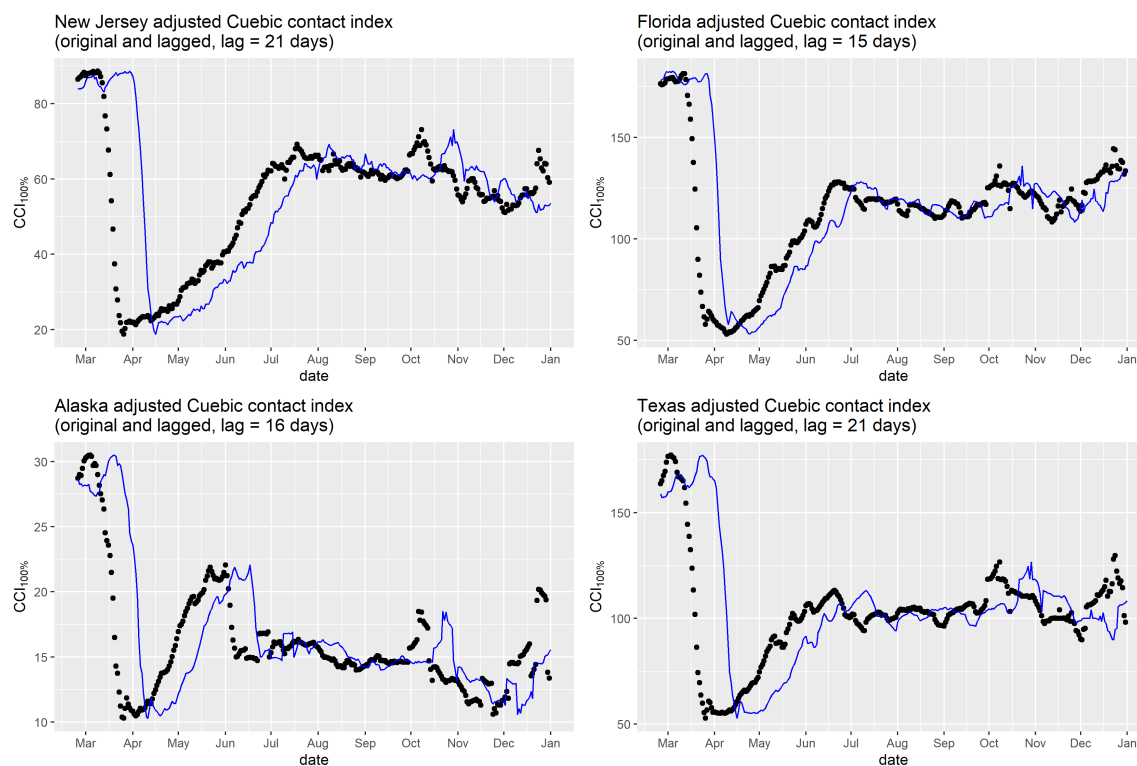 New Jersey adjusted Cuebic contact index
(original and lagged, lag = 21 days)
80
60
40
20
CCI100%
Mar Apr May Jun Jul Aug Sep Oct Nov Dec Jan
date
Florida adjusted Cuebic contact index
(original and lagged, lag = 15 days)
150
100
50
CCI100%
Mar Apr May Jun Jul Aug Sep Oct Nov Dec Jan
date
Alaska adjusted Cuebic contact index
(original and lagged, lag = 16 days)
30
25
20
15
10
CCI100%
Mar Apr May Jun Jul Aug Sep Oct Nov Dec Jan
date
Texas adjusted Cuebic contact index
(original and lagged, lag = 21 days)
150
100
50
CCI100%
Mar Apr May Jun Jul Aug Sep Oct Nov Dec Jan
date